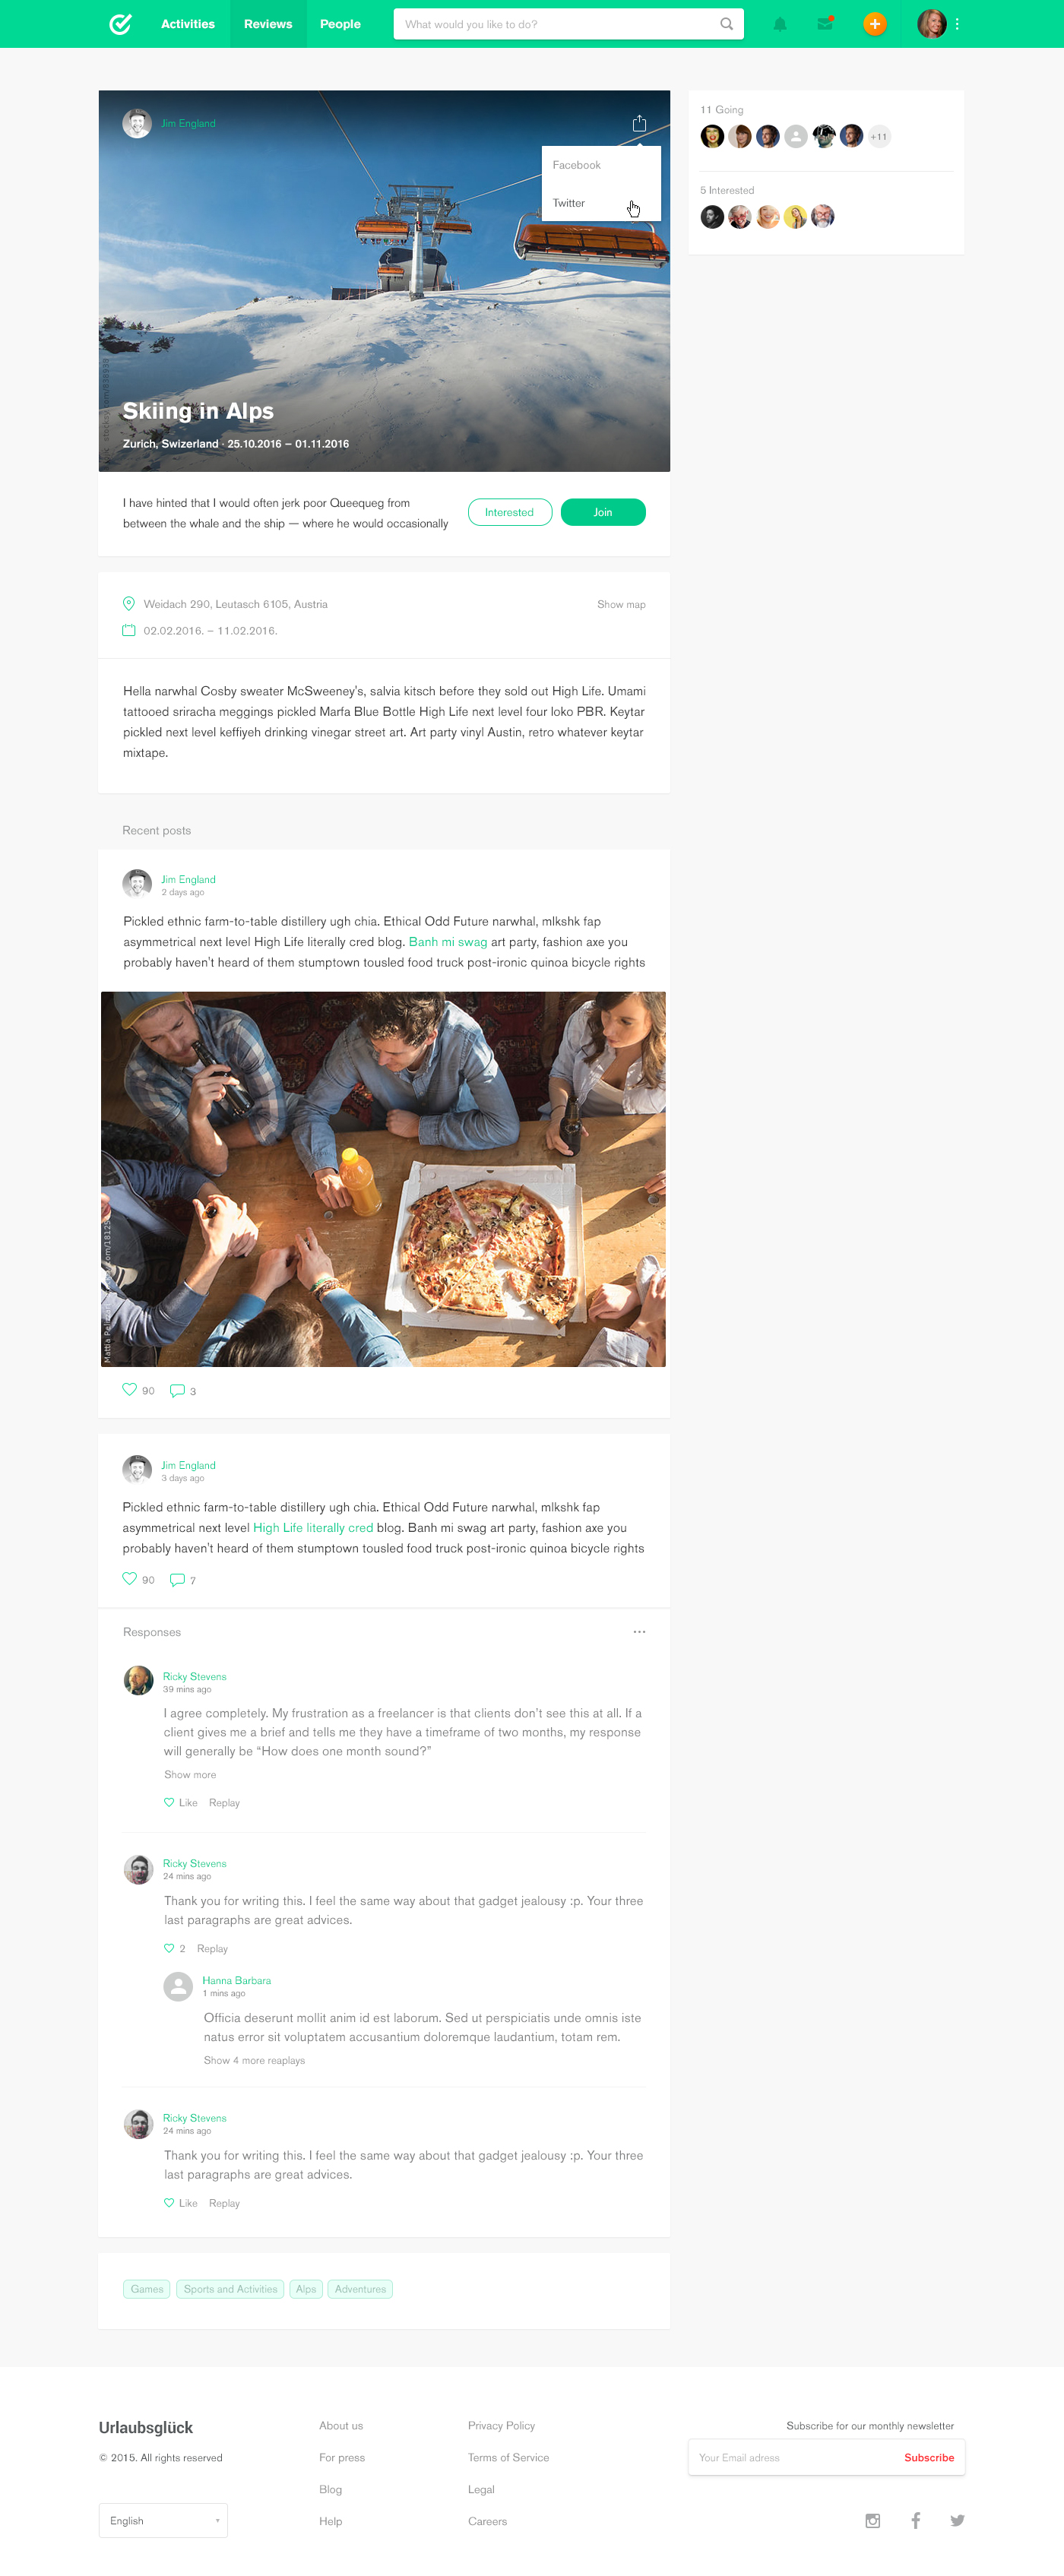 Activities
Reviews
People
What would you like to do?
Jim England
Facebook
Twitter
Skiing in Alps
Zurich, Swizerland · 25.10.2016 – 01.11.2016
11 Going
+11
5 Interested
I have hinted that I would often jerk poor Queequeg from
between the whale and the ship — where he would occasionally
Interested
Join
Weidach 290, Leutasch 6105, Austria
Show map
02.02.2016. – 11.02.2016.
Hella narwhal Cosby sweater McSweeney's, salvia kitsch before they sold out High Life. Umami
tattooed sriracha meggings pickled Marfa Blue Bottle High Life next level four loko PBR. Keytar
pickled next level keffiyeh drinking vinegar street art. Art party vinyl Austin, retro whatever keytar
mixtape.
Recent posts
Jim England
2 days ago
Pickled ethnic farm-to-table distillery ugh chia. Ethical Odd Future narwhal, mlkshk fap
asymmetrical next level High Life literally cred blog. Banh mi swag art party, fashion axe you
probably haven't heard of them stumptown tousled food truck post-ironic quinoa bicycle rights
90
3
Jim England
3 days ago
Pickled ethnic farm-to-table distillery ugh chia. Ethical Odd Future narwhal, mlkshk fap
asymmetrical next level High Life literally cred blog. Banh mi swag art party, fashion axe you
probably haven't heard of them stumptown tousled food truck post-ironic quinoa bicycle rights
90
7
Responses
Ricky Stevens
39 mins ago
I agree completely. My frustration as a freelancer is that clients don't see this at all. If a
client gives me a brief and tells me they have a timeframe of two months, my response
will generally be “How does one month sound?”
Show more
Like
Replay
Ricky Stevens
24 mins ago
Thank you for writing this. I feel the same way about that gadget jealousy :p. Your three
last paragraphs are great advices.
2
Replay
Hanna Barbara
1 mins ago
Officia deserunt mollit anim id est laborum. Sed ut perspiciatis unde omnis iste
natus error sit voluptatem accusantium doloremque laudantium, totam rem.
Show 4 more reaplays
Ricky Stevens
24 mins ago
Thank you for writing this. I feel the same way about that gadget jealousy :p. Your three
last paragraphs are great advices.
Like
Replay
Games
Sports and Activities
Alps
Adventures
Urlaubsglück
© 2015. All rights reserved
English
About us
For press
Blog
Help
Privacy Policy
Terms of Service
Legal
Careers
Subscribe for our monthly newsletter
Your Email adress
Subscribe